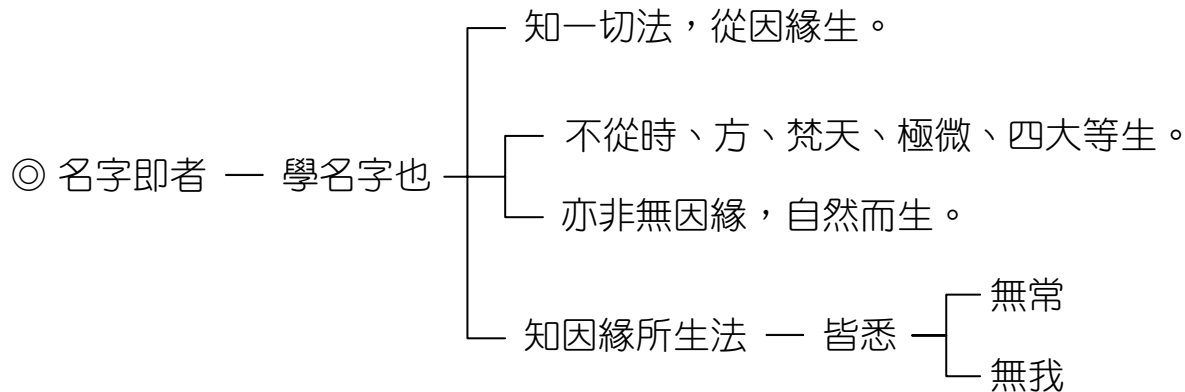 知一切法，從因緣生。
不從時、方、梵天、極微、四大等生。
◎ 名字即者 — 學名字也
亦非無因緣，自然而生。
無常
知因緣所生法 — 皆悉
無我